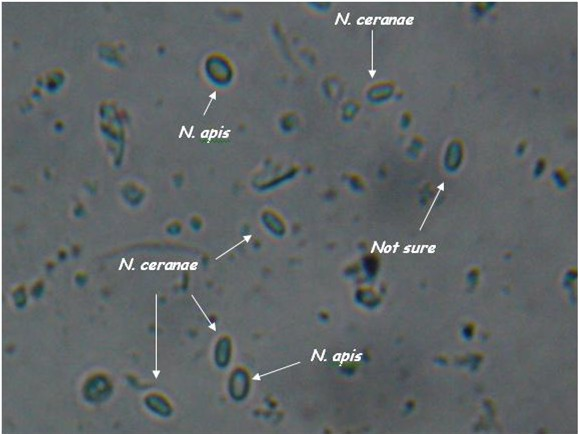 N. ceranae
N. apis
Not sure
N. ceranae
N. apis